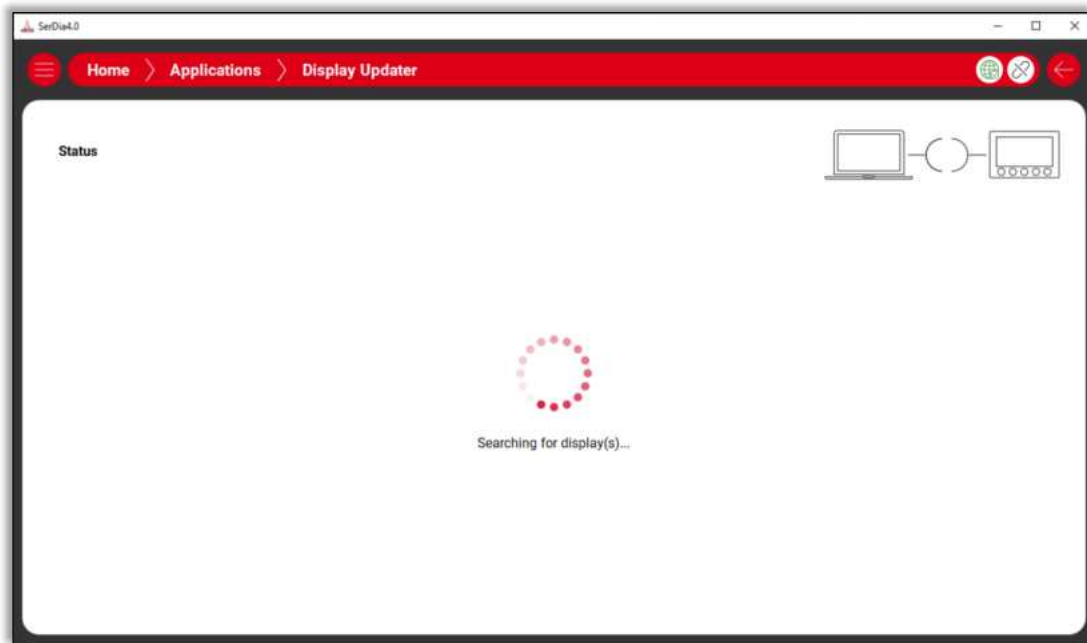 SerDia4.0
Home Applications Display Updater
Status
Searching for display(s)...